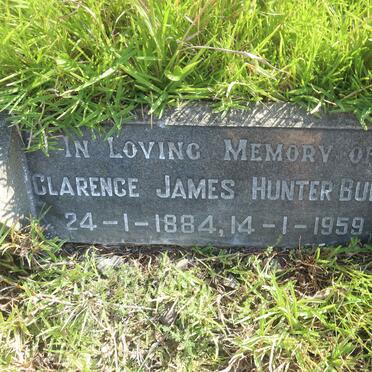 IN LOVING MEMORY OF
CLARENCE JAMES HUNTER
24-1-1884, 14-1-1959